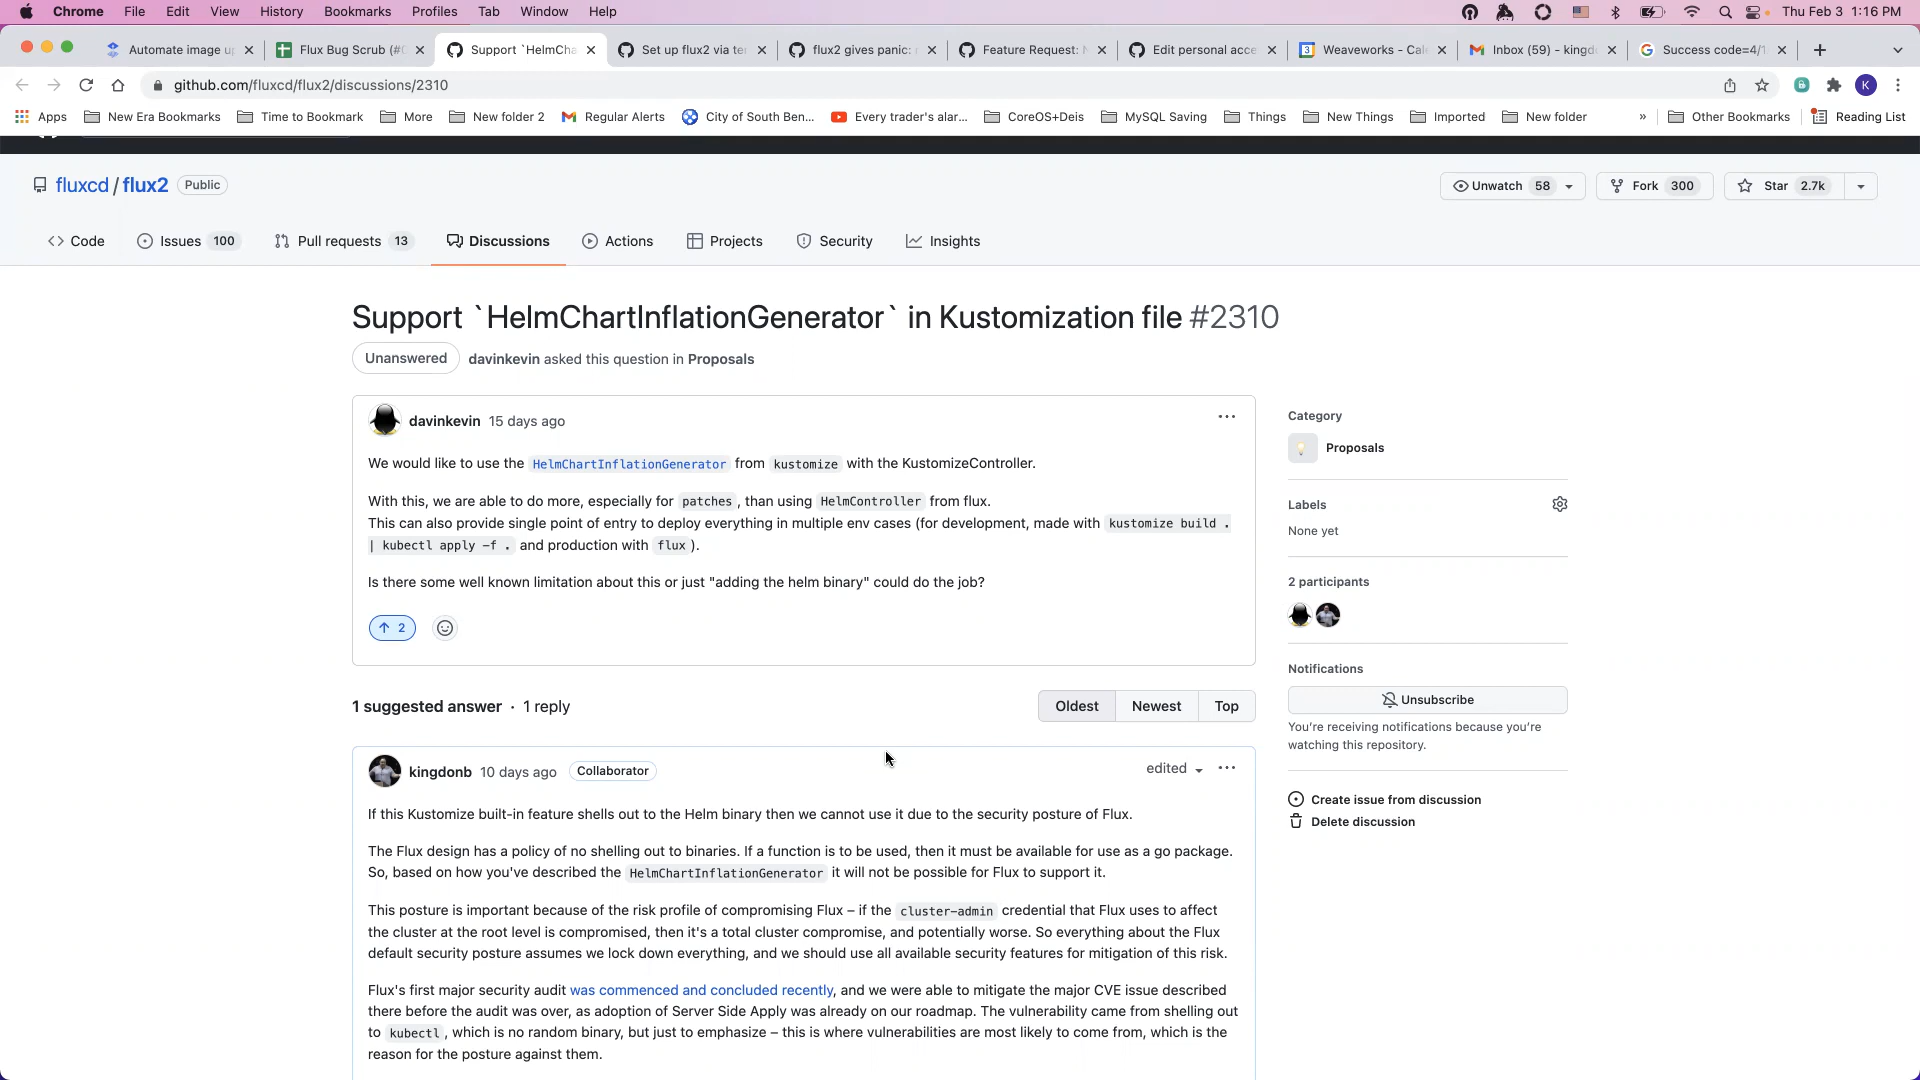 Chrome File Edit View History Bookmarks Profiles Tab Window Help Thu Feb 3 1:16 PM
Automate image up Flux Bug Scrub (# Support `HelmCha Set up flux2 via te flux2 gives panic: Feature Request: Edit personal acce Weaveworks - Cal Inbox (59) - kingd Success code=4/1
github.com/fluxcd/flux2/discussions/2310 K
Apps New Era Bookmarks Time to Bookmark More New folder 2 Regular Alerts City of South Ben... Every trader's alar... CoreOS+Deis MySQL Saving Things New Things Imported New folder » Other Bookmarks Reading List
fluxcd / flux2 Public Unwatch 58 Fork 300 Star 2.7k
Code Issues 100 Pull requests 13 Discussions Actions Projects Security Insights
Support `HelmChartInflationGenerator` in Kustomization file #2310
Unanswered davinkevin asked this question in Proposals
davinkevin 15 days ago
We would like to use the HelmChartInflationGenerator from kustomize with the KustomizeController.
With this, we are able to do more, especially for patches , than using HelmController from flux.
This can also provide single point of entry to deploy everything in multiple env cases (for development, made with kustomize build .
| kubectl apply -f . and production with flux ).
Is there some well known limitation about this or just "adding the helm binary" could do the job?
↑ 2
Category
Proposals
Labels
None yet
2 participants
Notifications
Unsubscribe
You're receiving notifications because you're
watching this repository.
Create issue from discussion
Delete discussion
1 suggested answer · 1 reply
Oldest Newest Top
kingdonb 10 days ago Collaborator edited
If this Kustomize built-in feature shells out to the Helm binary then we cannot use it due to the security posture of Flux.
The Flux design has a policy of no shelling out to binaries. If a function is to be used, then it must be available for use as a go package.
So, based on how you've described the HelmChartInflationGenerator it will not be possible for Flux to support it.
This posture is important because of the risk profile of compromising Flux – if the cluster-admin credential that Flux uses to affect
the cluster at the root level is compromised, then it's a total cluster compromise, and potentially worse. So everything about the Flux
default security posture assumes we lock down everything, and we should use all available security features for mitigation of this risk.
Flux's first major security audit was commenced and concluded recently, and we were able to mitigate the major CVE issue described
there before the audit was over, as adoption of Server Side Apply was already on our roadmap. The vulnerability came from shelling out
to kubectl , which is no random binary, but just to emphasize – this is where vulnerabilities are most likely to come from, which is the
reason for the posture against them.